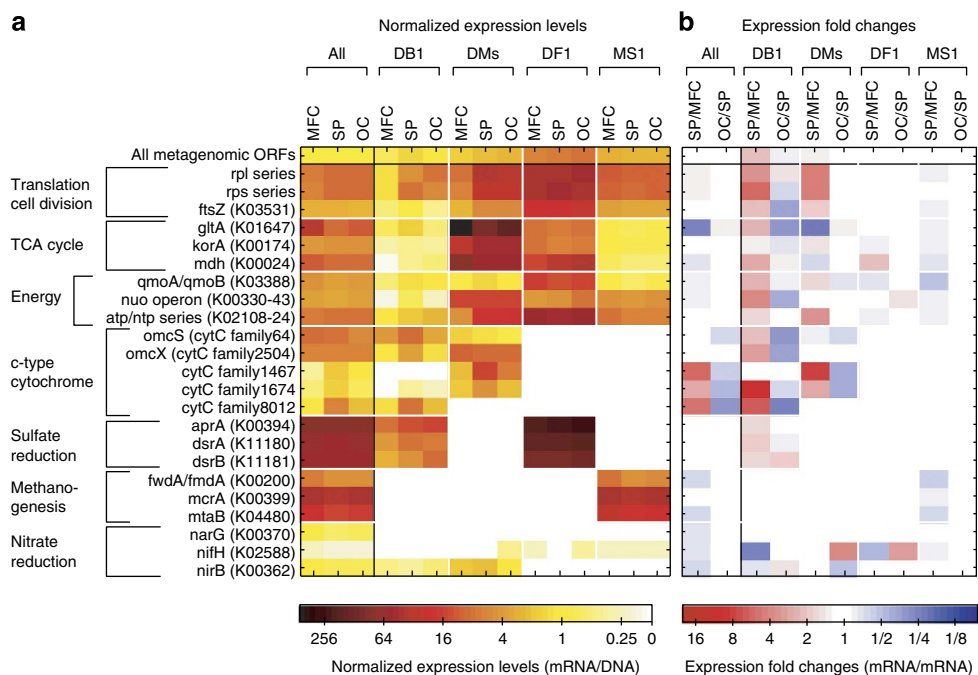 a
Normalized expression levels
All DB1 DMs DF1 MS1
MFC SP OC MFC SP OC MFC SP OC MFC SP OC MFC SP OC
b
Expression fold changes
All DB1 DMs DF1 MS1
SP/MFC OC/SP SP/MFC OC/SP SP/MFC OC/SP SP/MFC OC/SP SP/MFC OC/SP
All metagenomic ORFs
Translation
cell division
rpl series
rps series
ftsZ (K03531)
TCA cycle
gltA (K01647)
korA (K00174)
mdh (K00024)
Energy
qmoA/qmoB (K03388)
nuo operon (K00330-43)
atp/ntp series (K02108-24)
c-type
cytochrome
omcS (cytC family64)
omcX (cytC family2504)
cytC family1467
cytC family1674
cytC family8012
Sulfate
reduction
aprA (K00394)
dsrA (K11180)
dsrB (K11181)
Methano-
genesis
fwdA/fmdA (K00200)
mcrA (K00399)
mtaB (K04480)
Nitrate
reduction
narG (K00370)
nifH (K02588)
nirB (K00362)
256 64 16 4 1 0.25 0
Normalized expression levels (mRNA/DNA)
16 8 4 2 1 1/2 1/4 1/8
Expression fold changes (mRNA/mRNA)